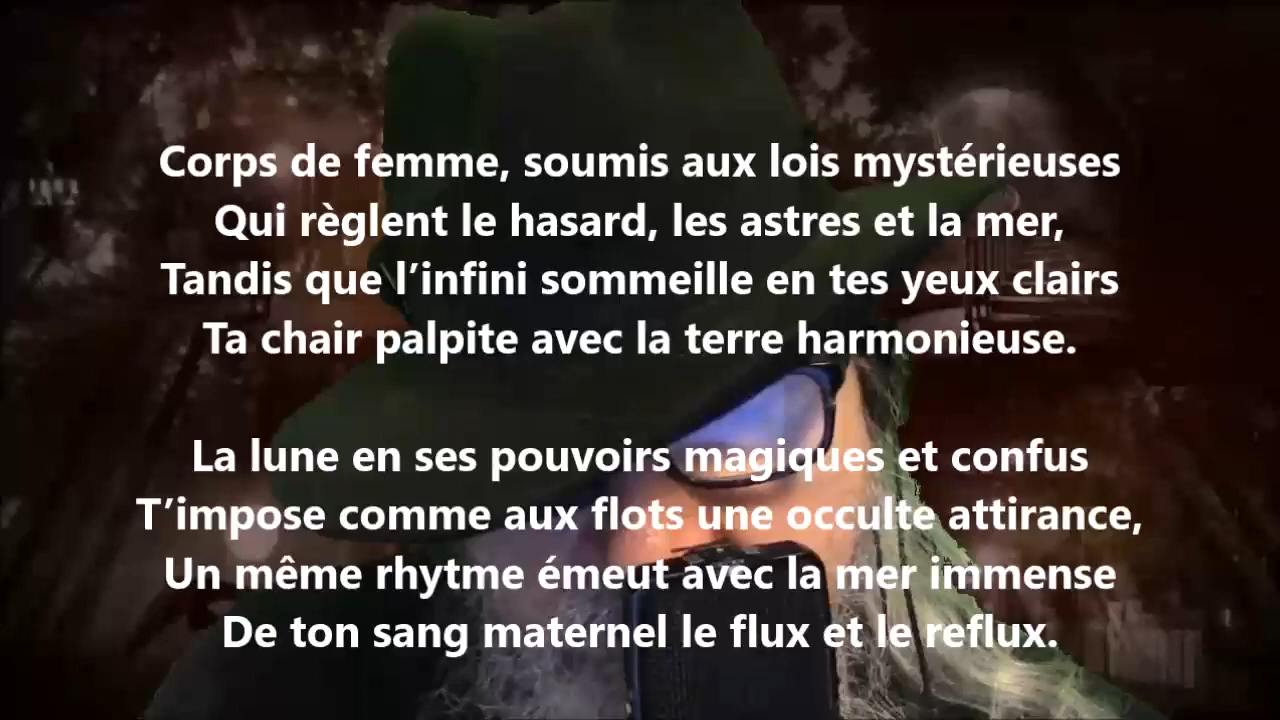 Corps de femme, soumis aux lois mystérieuses
Qui règlent le hasard, les astres et la mer,
Tandis que l’infini sommeille en tes yeux clairs
Ta chair palpite avec la terre harmonieuse.
La lune en ses pouvoirs magiques et confus
T’impose comme aux flots une occulte attirance,
Un même rhytme émeut avec la mer immense
De ton sang maternel le flux et le reflux.